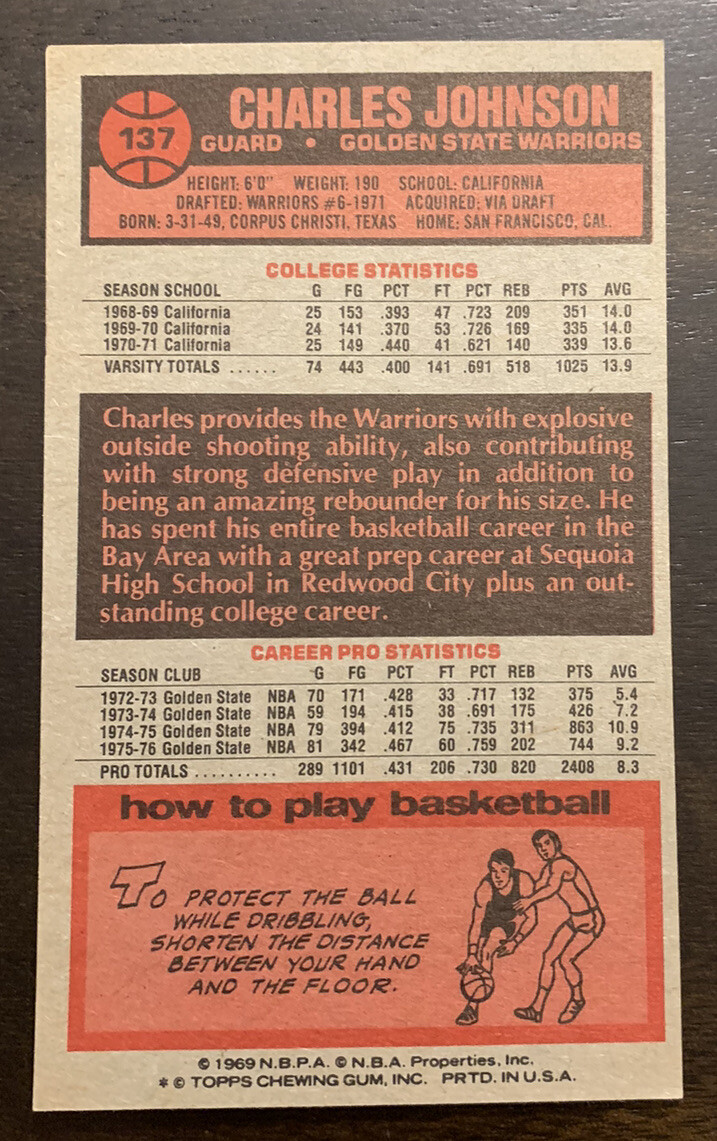 137
CHARLES JOHNSON
GUARD • GOLDEN STATE WARRIORS
HEIGHT: 6'0" WEIGHT: 190 SCHOOL: CALIFORNIA
DRAFTED: WARRIORS #6-1971 ACQUIRED: VIA DRAFT
BORN: 3-31-49, CORPUS CHRISTI, TEXAS HOME: SAN FRANCISCO, CAL.
COLLEGE STATISTICS
SEASON SCHOOL G FG PCT FT PCT REB PTS AVG
1968-69 California 25 153 .393 47 .723 209 351 14.0
1969-70 California 24 141 .370 53 .726 169 335 14.0
1970-71 California 25 149 .440 41 .621 140 339 13.6
VARSITY TOTALS ...... 74 443 .400 141 .691 518 1025 13.9
Charles provides the Warriors with explosive
outside shooting ability, also contributing
with strong defensive play in addition to
being an amazing rebounder for his size. He
has spent his entire basketball career in the
Bay Area with a great prep career at Sequoia
High School in Redwood City plus an out-
standing college career.
CAREER PRO STATISTICS
SEASON CLUB G FG PCT FT PCT REB PTS AVG
1972-73 Golden State NBA 70 171 .428 33 .717 132 375 5.4
1973-74 Golden State NBA 59 194 .415 38 .691 175 426 7.2
1974-75 Golden State NBA 79 394 .412 75 .735 311 863 10.9
1975-76 Golden State NBA 81 342 .467 60 .759 202 744 9.2
PRO TOTALS .......... 289 1101 .431 206 .730 820 2408 8.3
how to play basketball
TO PROTECT THE BALL
WHILE DRIBBLING,
SHORTEN THE DISTANCE
BETWEEN YOUR HAND
AND THE FLOOR.
© 1969 N.B.P.A. © N.B.A. Properties, Inc.
* © TOPPS CHEWING GUM, INC. PRTD. IN U.S.A.